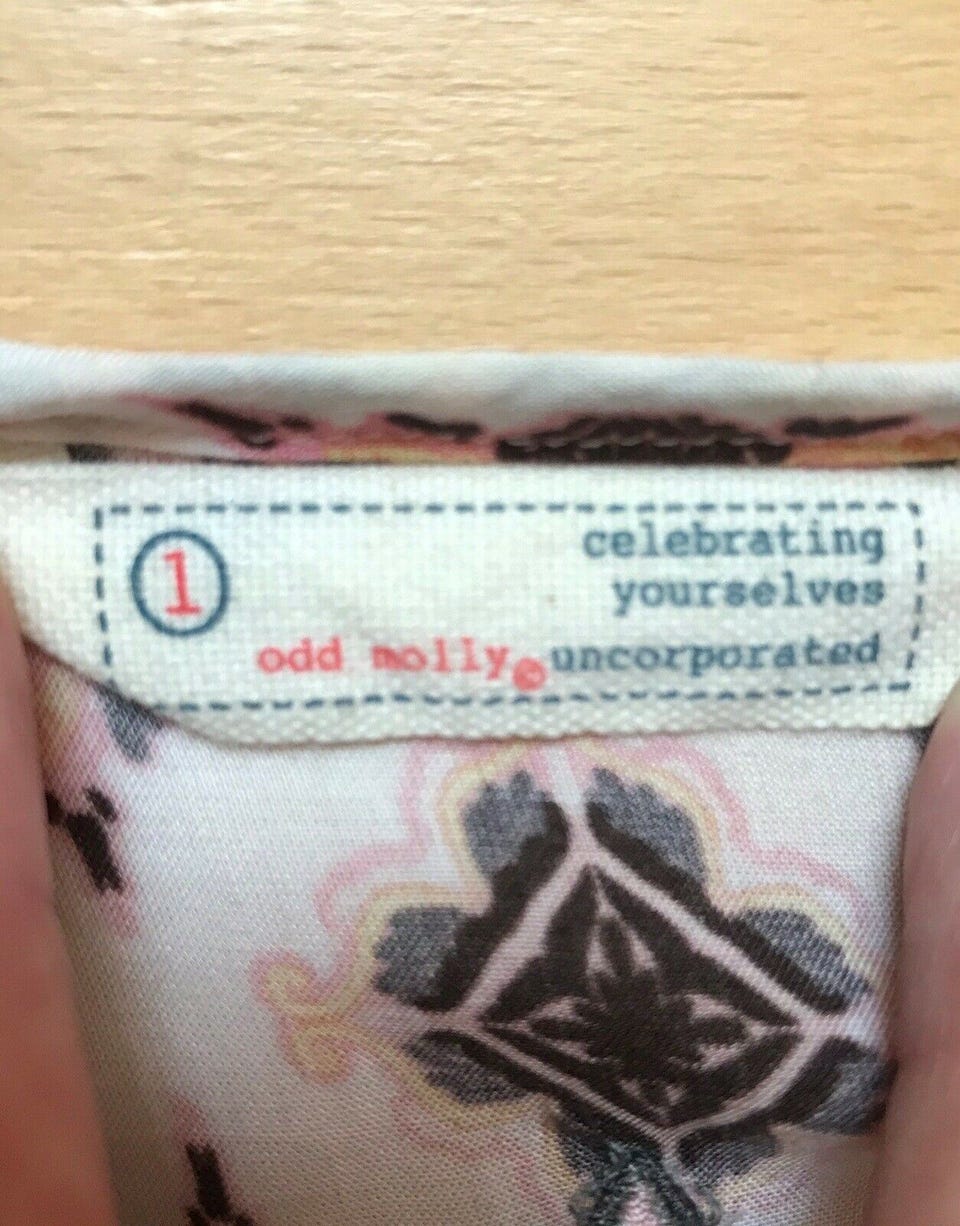 1
celebrating
yourselves
odd molly© uncorporated